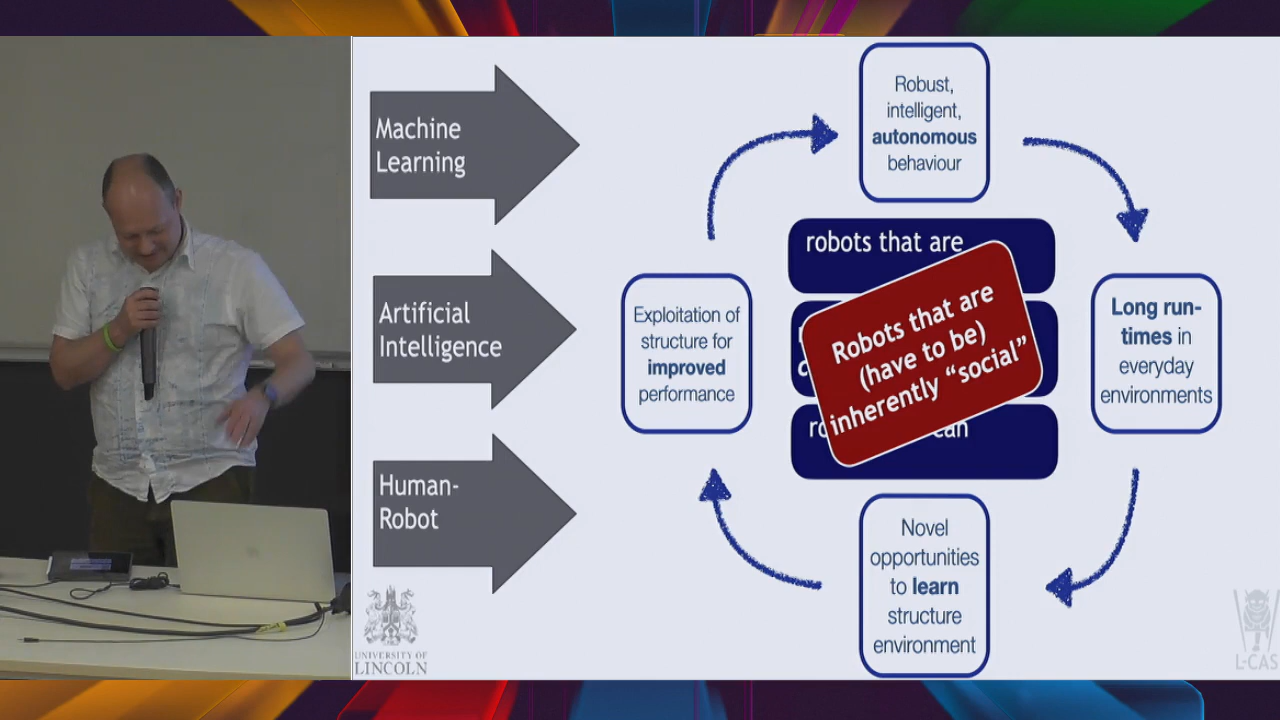 Machine
Learning
Artificial
Intelligence
Human-
Robot
Robust,
intelligent,
autonomous
behaviour
Long run-
times in
everyday
environments
Novel
opportunities
to learn
structure
environment
Exploitation of
structure for
improved
performance
robots that are
Robots that are
(have to be)
inherently “social”
UNIVERSITY OF
LINCOLN
L-CAS